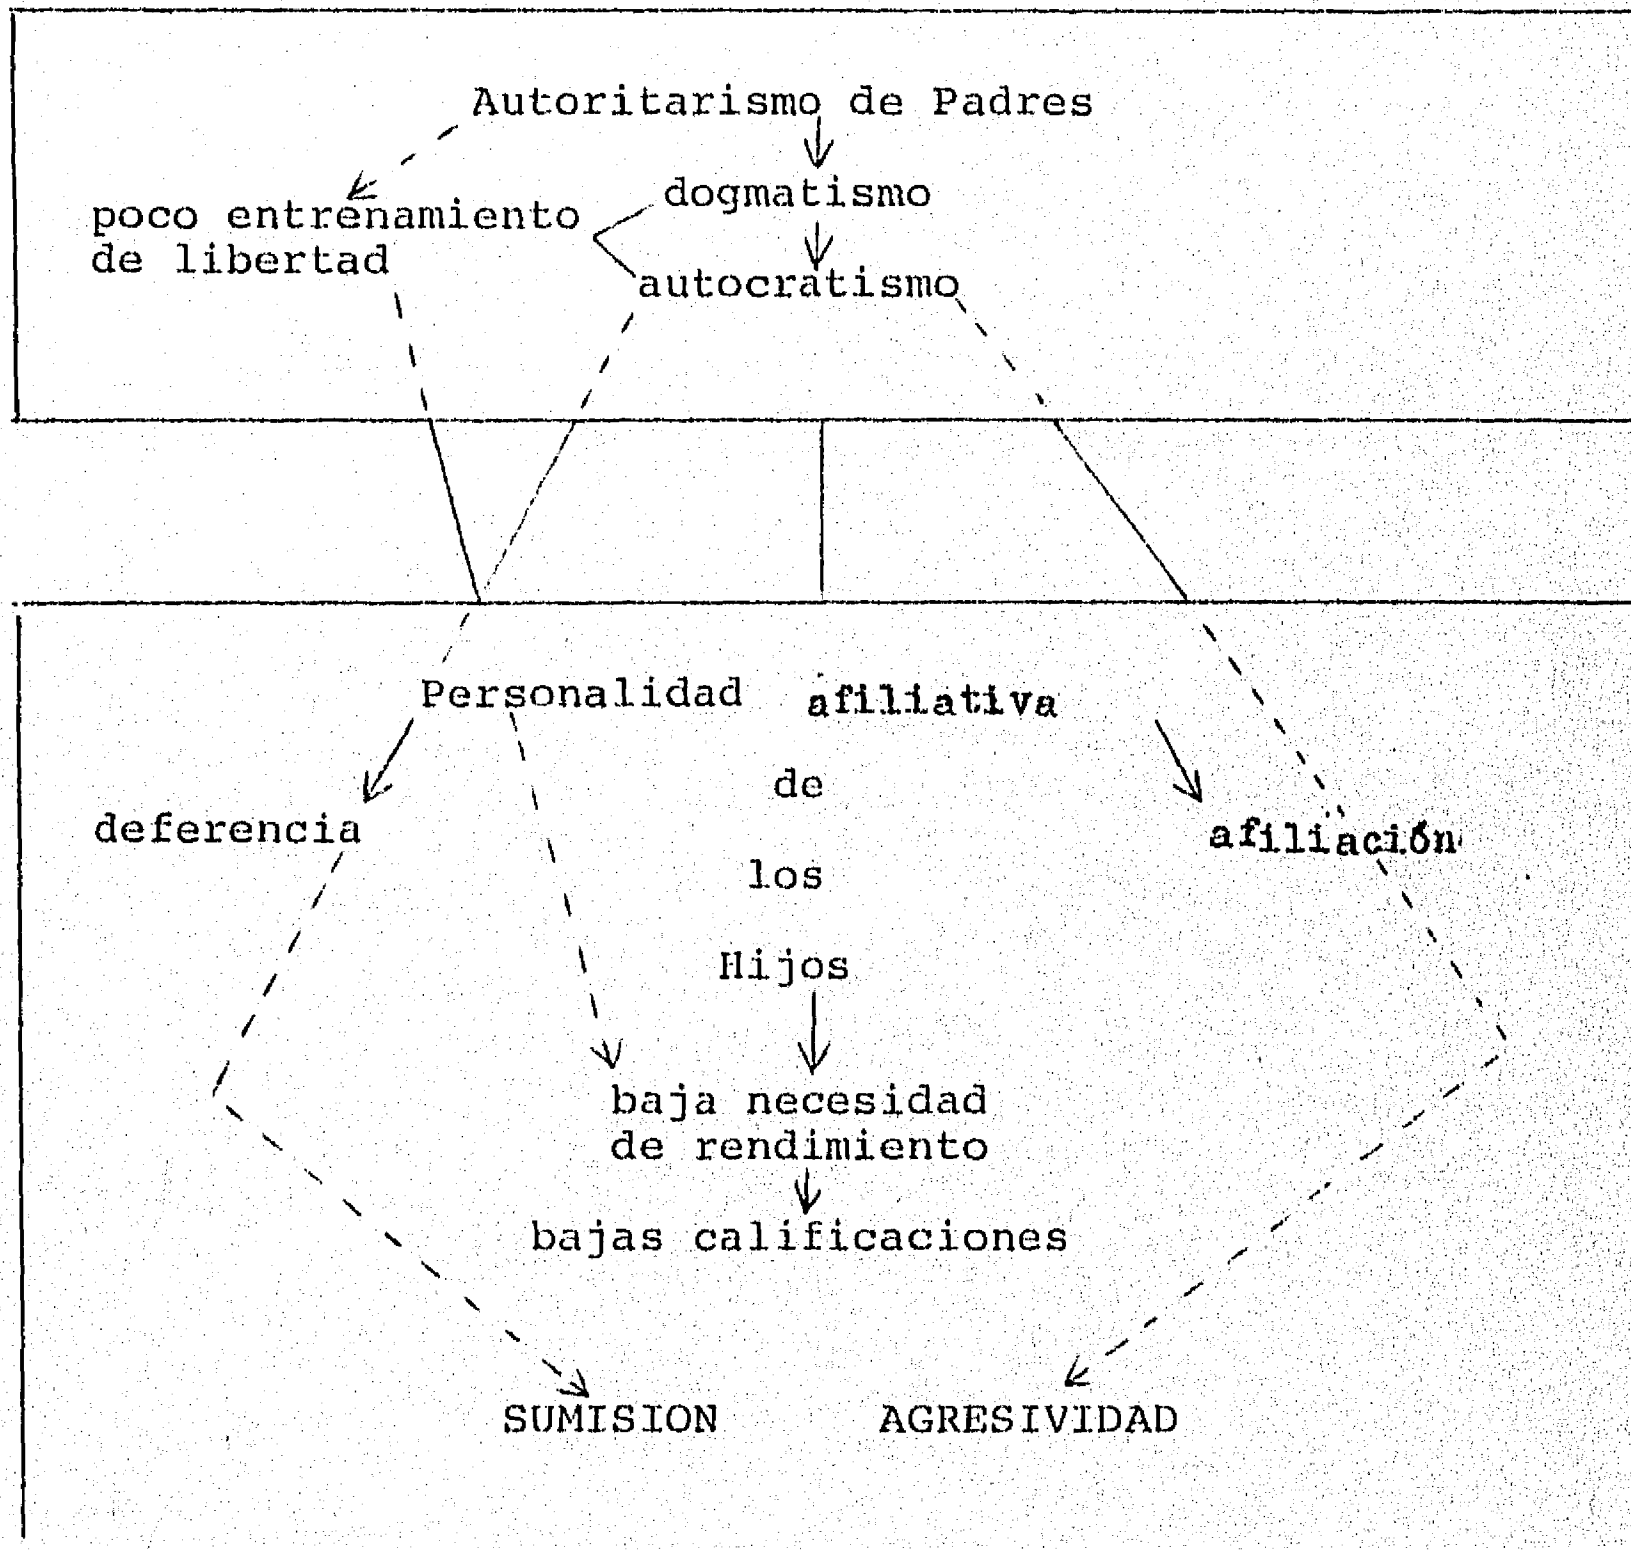 Autoritarismo de Padres
dogmatismo
poco entrenamiento
de libertad
autocratismo
Personalidad afiliativa
de
deferencia
afiliación
los
Hijos
baja necesidad
de rendimiento
bajas calificaciones
SUMISION AGRESIVIDAD